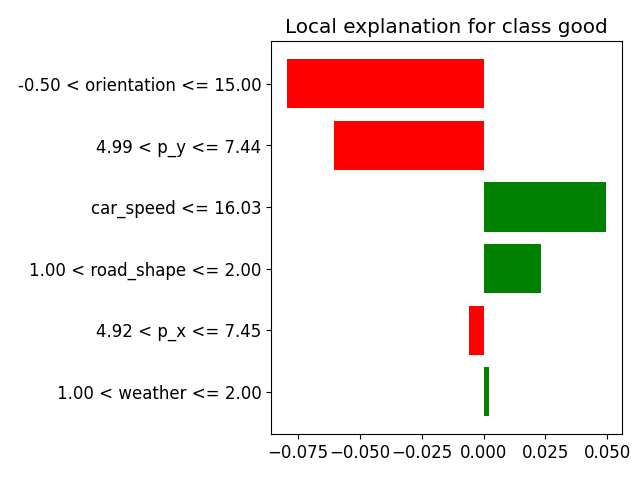 Local explanation for class good
-0.50 < orientation <= 15.00
4.99 < p_y <= 7.44
car_speed <= 16.03
1.00 < road_shape <= 2.00
4.92 < p_x <= 7.45
1.00 < weather <= 2.00
−0.075 −0.050 −0.025 0.000 0.025 0.050